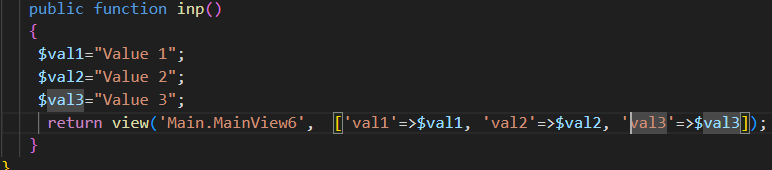 public function inp()
{
$val1="Value 1";
$val2="Value 2";
$val3="Value 3";
return view('Main.MainView6',  ['val1'=>$val1, 'val2'=>$val2, 'val3'=>$val3]);
}
}